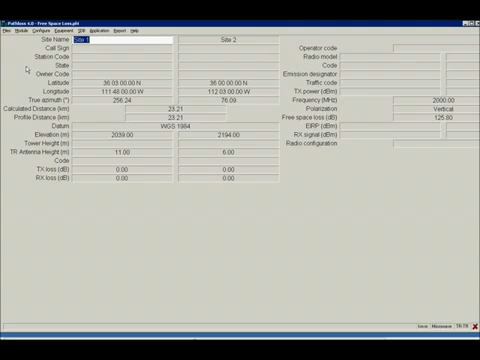 Pathloss 4.0 - Free Space Loss.pl4
Files Module Configure Equipment Application Report Help
Site Name Site 1 Site 2
Call Sign Operator code
Station Code Radio model
State Code
Owner Code Emission designator
Latitude 36 03 00.00 N 36 00 00.00 N Traffic code
Longitude 111 48 00.00 W 112 03 00.00 W TX power (dBm)
True azimuth (°) 256.24 76.09 Frequency (MHz) 2000.00
Calculated Distance (km) 23.21 Polarization Vertical
Profile Distance (km) 23.21 Free space loss (dB) 125.80
Datum WGS 1984 EIRP (dBm)
Elevation (m) 2039.00 2194.00 RX signal (dBm)
Tower Height (m) Radio configuration
TR Antenna Height (m) 11.00 6.00
Code
TX loss (dB) 0.00 0.00
RX loss (dB) 0.00 0.00
Microwave TR-TR